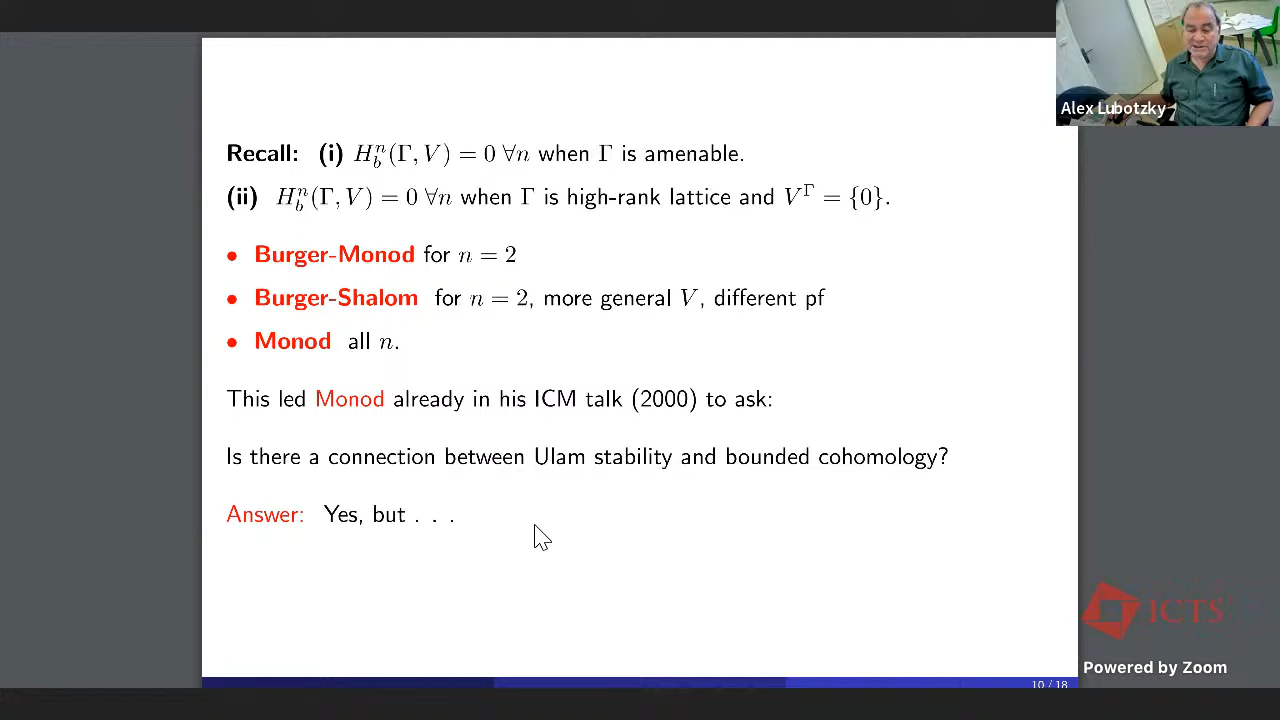 Alex Lubotzky
Recall: (i) $H_b^n(\Gamma, V) = 0 \ \forall n$ when $\Gamma$ is amenable.
(ii) $H_b^n(\Gamma, V) = 0 \ \forall n$ when $\Gamma$ is high-rank lattice and $V^\Gamma = \{0\}$.
• Burger-Monod for $n = 2$
• Burger-Shalom for $n = 2$, more general $V$, different pf
• Monod all $n$.
This led Monod already in his ICM talk (2000) to ask:
Is there a connection between Ulam stability and bounded cohomology?
Answer: Yes, but . . .
ICTS
Powered by Zoom
10 / 18